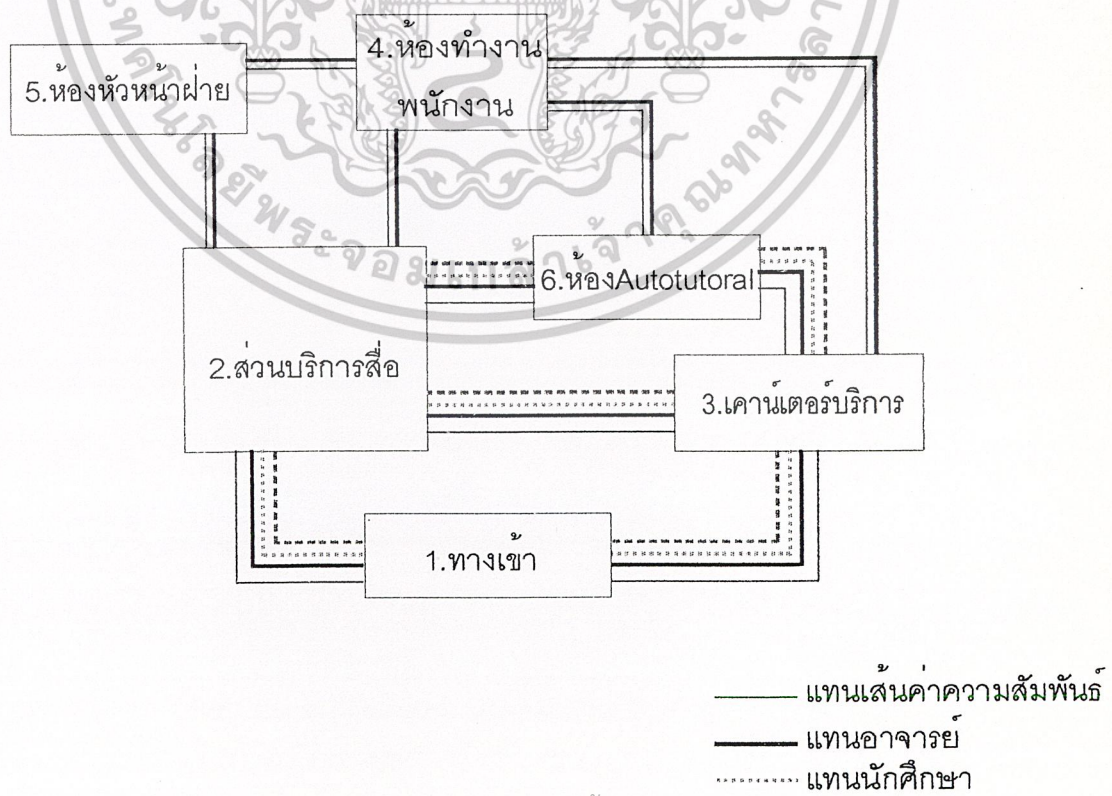 4.ห้องทำงาน
พนักงาน
5.ห้องหัวหน้าฝ่าย
6.ห้องAutotutoral
2.ส่วนบริการสื่อ
3.เคาน์เตอร์บริการ
1.ทางเข้า
แทนเส้นค่าความสัมพันธ์
แทนอาจารย์
แทนนักศึกษา